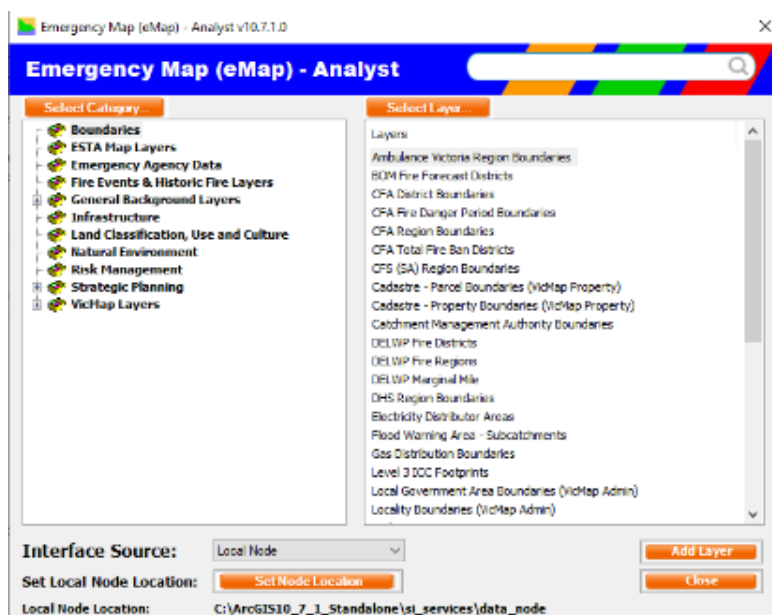 Emergency Map (eMap) - Analyst v10.7.1.0
Emergency Map (eMap) - Analyst
Select Category...
Boundaries
ESTA Map Layers
Emergency Agency Data
Fire Events & Historic Fire Layers
General Background Layers
Infrastructure
Land Classification, Use and Culture
Natural Environment
Risk Management
Strategic Planning
VicMap Layers
Select Layer...
Layers
Ambulance Victoria Region Boundaries
BOM Fire Forecast Districts
CFA District Boundaries
CFA Fire Danger Period Boundaries
CFA Region Boundaries
CFA Total Fire Ban Districts
CFS (SA) Region Boundaries
Cadastre - Parcel Boundaries (VicMap Property)
Cadastre - Property Boundaries (VicMap Property)
Catchment Management Authority Boundaries
DELWP Fire Districts
DELWP Fire Regions
DELWP Marginal Mile
DHS Region Boundaries
Electricity Distributor Areas
Flood Warning Area - Subcatchments
Gas Distribution Boundaries
Level 3 ICC Footprints
Local Government Area Boundaries (VicMap Admin)
Locality Boundaries (VicMap Admin)
Interface Source:
Local Node
Add Layer
Set Local Node Location:
Set Node Location
Close
Local Node Location:
C:\ArcGIS10_7_1_Standalone\si_services\data_node